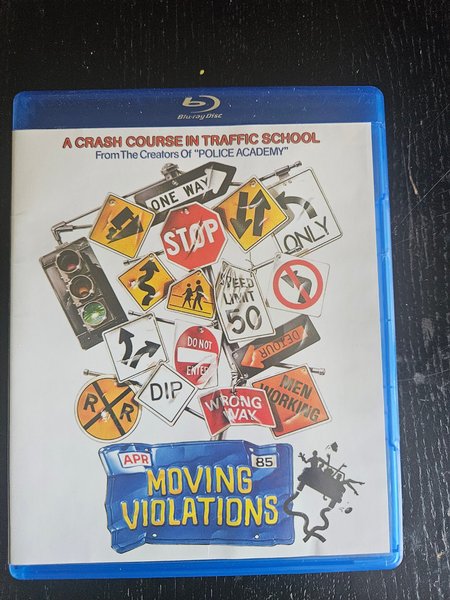 Blu-ray Disc
A CRASH COURSE IN TRAFFIC SCHOOL
From The Creators Of "POLICE ACADEMY"
ONE WAY
STOP
ONLY
SPEED
LIMIT
50
DO NOT
ENTER
DETOUR
DIP
R R
WRONG
WAY
MEN
WORKING
APR
85
MOVING
VIOLATIONS